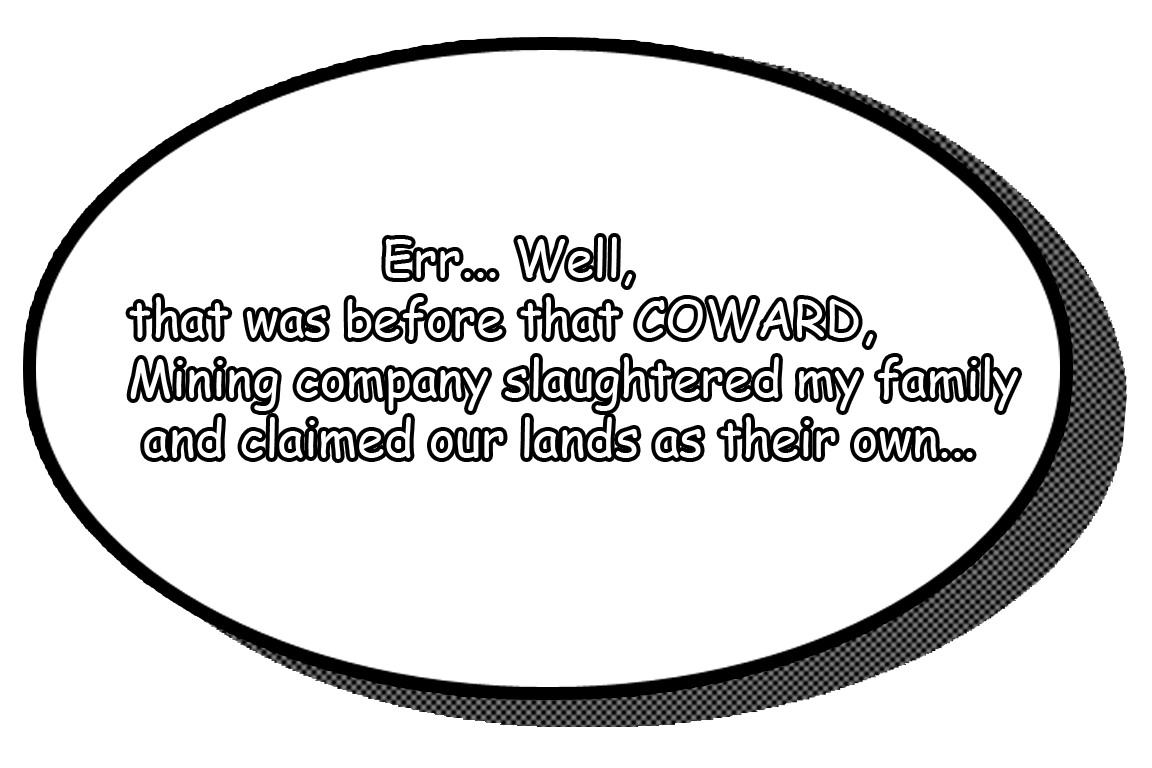 Err... Well,
that was before that COWARD,
Mining company slaughtered my family
and claimed our lands as their own...